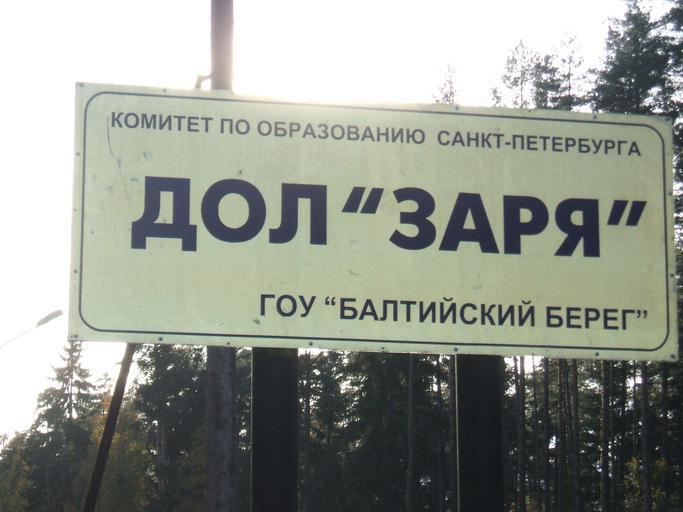 КОМИТЕТ ПО ОБРАЗОВАНИЮ САНКТ-ПЕТЕРБУРГА
ДОЛ "ЗАРЯ"
ГОУ "БАЛТИЙСКИЙ БЕРЕГ"